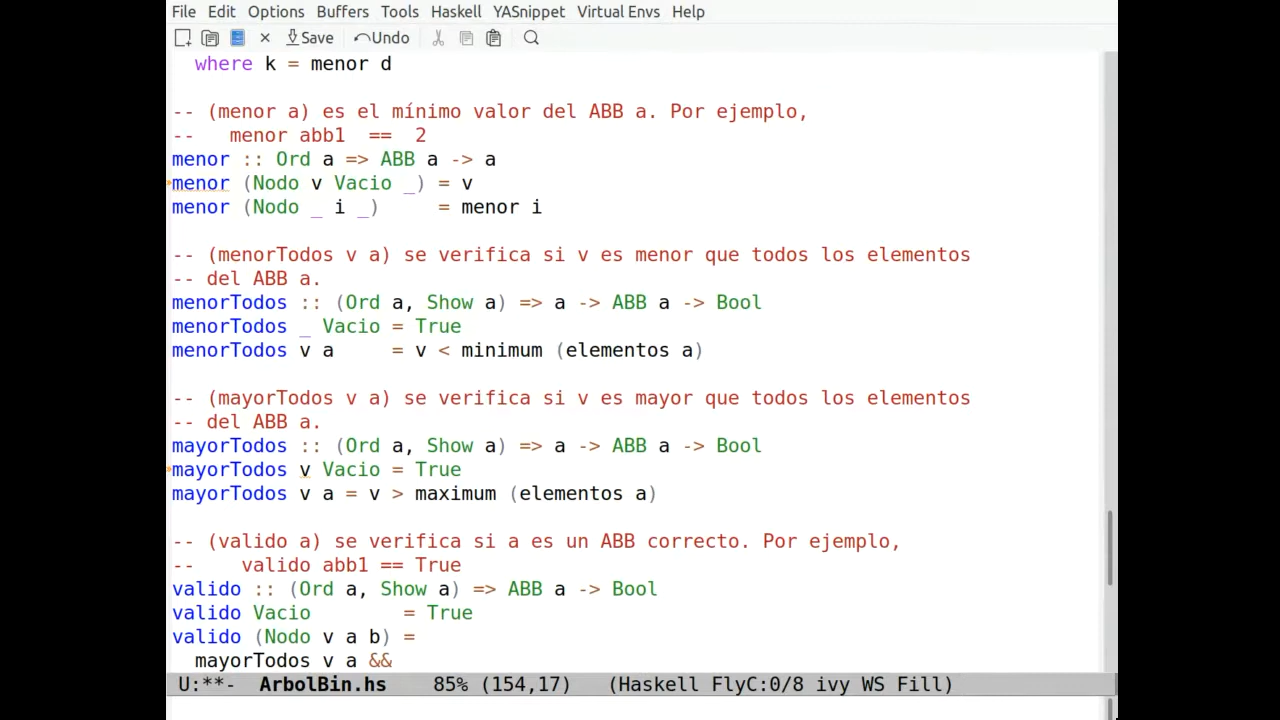 File Edit Options Buffers Tools Haskell YASnippet Virtual Envs Help
Save Undo
where k = menor d
-- (menor a) es el mínimo valor del ABB a. Por ejemplo,
--   menor abb1  ==  2
menor :: Ord a => ABB a -> a
menor (Nodo v Vacio _) = v
menor (Nodo _ i _)     = menor i
-- (menorTodos v a) se verifica si v es menor que todos los elementos
-- del ABB a.
menorTodos :: (Ord a, Show a) => a -> ABB a -> Bool
menorTodos _ Vacio = True
menorTodos v a     = v < minimum (elementos a)
-- (mayorTodos v a) se verifica si v es mayor que todos los elementos
-- del ABB a.
mayorTodos :: (Ord a, Show a) => a -> ABB a -> Bool
mayorTodos v Vacio = True
mayorTodos v a = v > maximum (elementos a)
-- (valido a) se verifica si a es un ABB correcto. Por ejemplo,
--    valido abb1 == True
valido :: (Ord a, Show a) => ABB a -> Bool
valido Vacio        = True
valido (Nodo v a b) =
  mayorTodos v a &&
U:**-  ArbolBin.hs    85% (154,17)   (Haskell FlyC:0/8 ivy WS Fill)